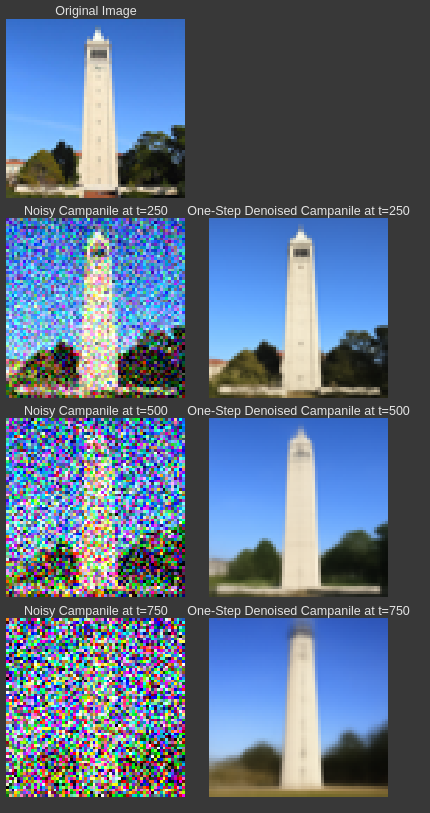 Original Image
Noisy Campanile at t=250
One-Step Denoised Campanile at t=250
Noisy Campanile at t=500
One-Step Denoised Campanile at t=500
Noisy Campanile at t=750
One-Step Denoised Campanile at t=750